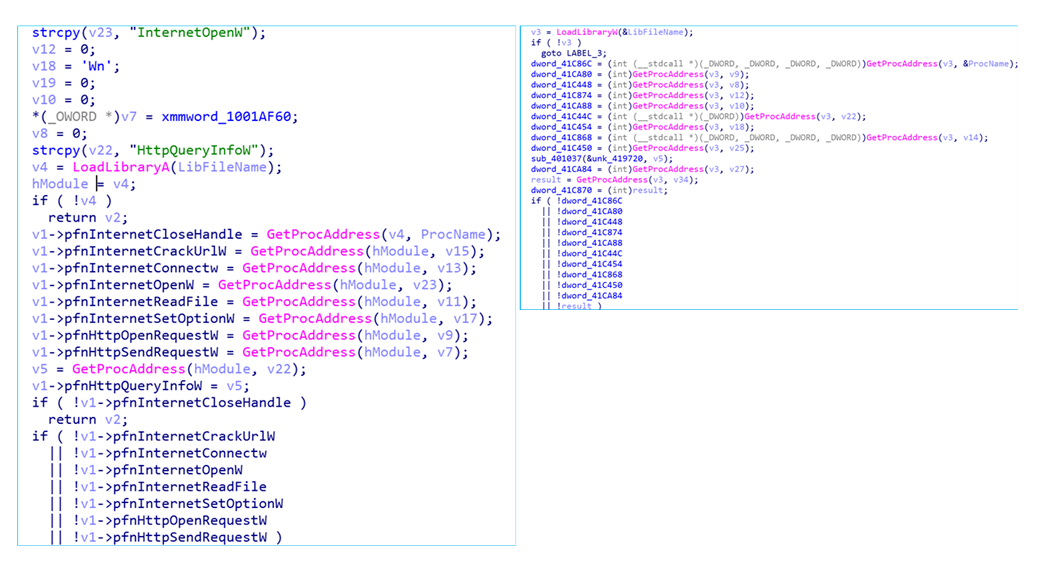 strcpy(v23, "InternetOpenW");
v12 = 0;
v18 = 'Wn';
v19 = 0;
v10 = 0;
*(_OWORD *)v7 = xmmword_1001AF60;
v8 = 0;
strcpy(v22, "HttpQueryInfoW");
v4 = LoadLibraryA(LibFileName);
hModule = v4;
if ( !v4 )
return v2;
v1->pfnInternetCloseHandle = GetProcAddress(v4, ProcName);
v1->pfnInternetCrackUrlW = GetProcAddress(hModule, v15);
v1->pfnInternetConnectw = GetProcAddress(hModule, v13);
v1->pfnInternetOpenW = GetProcAddress(hModule, v23);
v1->pfnInternetReadFile = GetProcAddress(hModule, v11);
v1->pfnInternetSetOptionW = GetProcAddress(hModule, v17);
v1->pfnHttpOpenRequestW = GetProcAddress(hModule, v9);
v1->pfnHttpSendRequestW = GetProcAddress(hModule, v7);
v5 = GetProcAddress(hModule, v22);
v1->pfnHttpQueryInfoW = v5;
if ( !v1->pfnInternetCloseHandle )
return v2;
if ( !v1->pfnInternetCrackUrlW
|| !v1->pfnInternetConnectw
|| !v1->pfnInternetOpenW
|| !v1->pfnInternetReadFile
|| !v1->pfnInternetSetOptionW
|| !v1->pfnHttpOpenRequestW
|| !v1->pfnHttpSendRequestW )
v3 = LoadLibraryW(&LibFileName);
if ( !v3 )
goto LABEL_3;
dword_41C86C = (int (__stdcall *)(_DWORD, _DWORD, _DWORD, _DWORD))GetProcAddress(v3, &ProcName);
dword_41CA80 = (int)GetProcAddress(v3, v9);
dword_41C448 = (int)GetProcAddress(v3, v8);
dword_41C874 = (int)GetProcAddress(v3, v12);
dword_41CA88 = (int)GetProcAddress(v3, v10);
dword_41C44C = (int (__stdcall *)(_DWORD))GetProcAddress(v3, v22);
dword_41C454 = (int)GetProcAddress(v3, v18);
dword_41C868 = (int (__stdcall *)(_DWORD, _DWORD, _DWORD, _DWORD))GetProcAddress(v3, v14);
dword_41C450 = (int)GetProcAddress(v3, v25);
sub_401037(&unk_419720, v5);
dword_41CA84 = (int)GetProcAddress(v3, v27);
result = GetProcAddress(v3, v34);
dword_41C870 = (int)result;
if ( !dword_41C86C
|| !dword_41CA80
|| !dword_41C448
|| !dword_41C874
|| !dword_41CA88
|| !dword_41C44C
|| !dword_41C454
|| !dword_41C868
|| !dword_41C450
|| !dword_41CA84
|| !result )